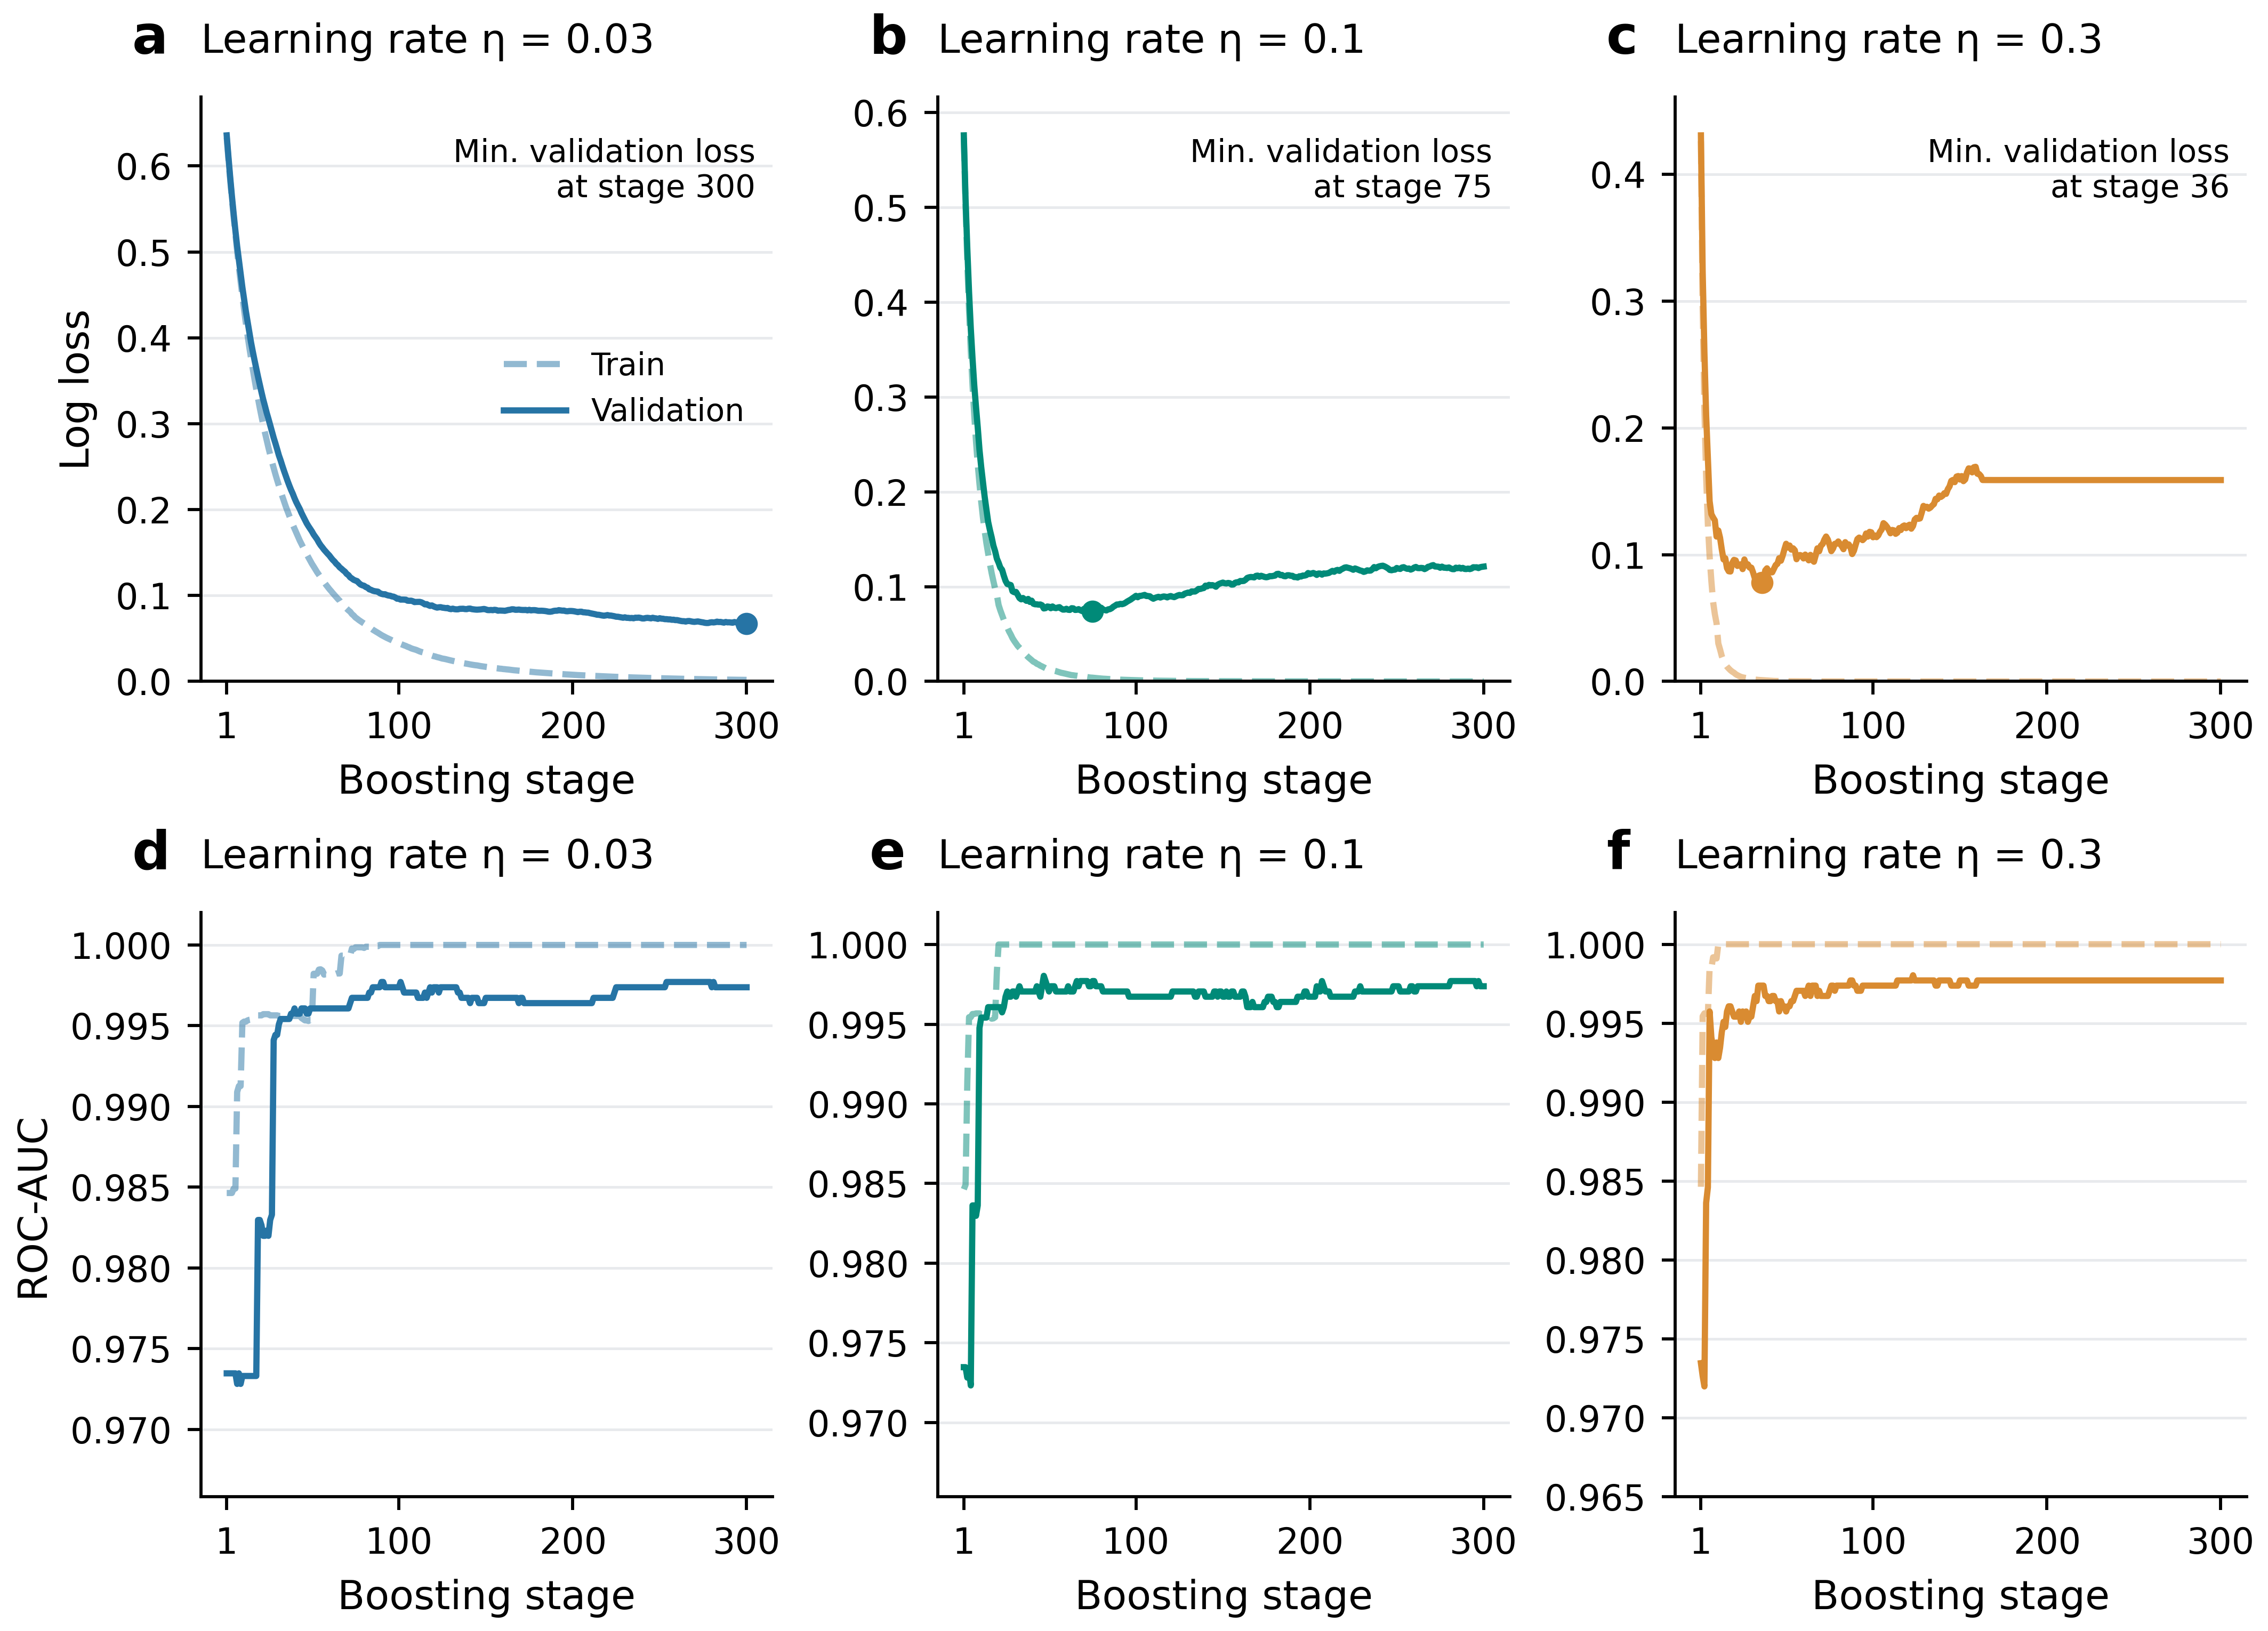 a Learning rate η = 0.03
Min. validation loss
at stage 300
Train
Validation
0.6
0.5
0.4
0.3
0.2
0.1
0.0
Log loss
1 100 200 300
Boosting stage
b Learning rate η = 0.1
Min. validation loss
at stage 75
0.6
0.5
0.4
0.3
0.2
0.1
0.0
1 100 200 300
Boosting stage
c Learning rate η = 0.3
Min. validation loss
at stage 36
0.4
0.3
0.2
0.1
0.0
1 100 200 300
Boosting stage
d Learning rate η = 0.03
1.000
0.995
0.990
0.985
0.980
0.975
0.970
ROC-AUC
1 100 200 300
Boosting stage
e Learning rate η = 0.1
1.000
0.995
0.990
0.985
0.980
0.975
0.970
1 100 200 300
Boosting stage
f Learning rate η = 0.3
1.000
0.995
0.990
0.985
0.980
0.975
0.970
0.965
1 100 200 300
Boosting stage